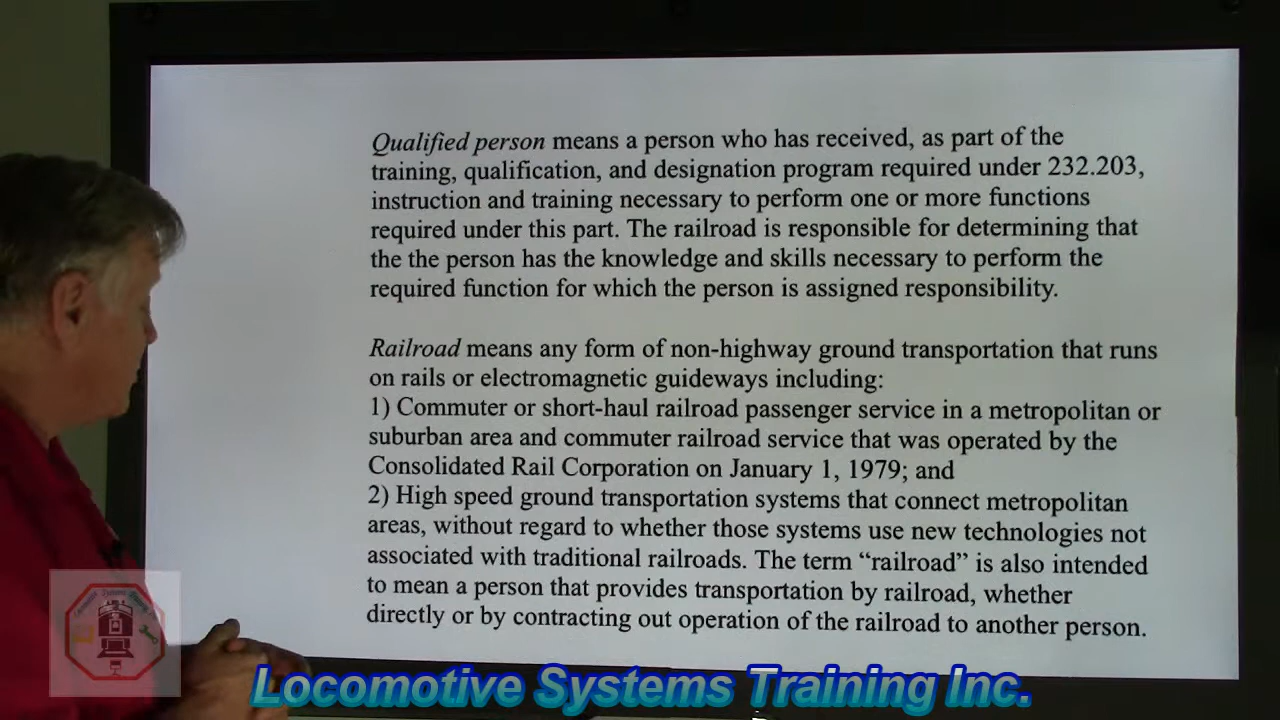 Qualified person means a person who has received, as part of the
training, qualification, and designation program required under 232.203,
instruction and training necessary to perform one or more functions
required under this part. The railroad is responsible for determining that
the the person has the knowledge and skills necessary to perform the
required function for which the person is assigned responsibility.
Railroad means any form of non-highway ground transportation that runs
on rails or electromagnetic guideways including:
1) Commuter or short-haul railroad passenger service in a metropolitan or
suburban area and commuter railroad service that was operated by the
Consolidated Rail Corporation on January 1, 1979; and
2) High speed ground transportation systems that connect metropolitan
areas, without regard to whether those systems use new technologies not
associated with traditional railroads. The term “railroad” is also intended
to mean a person that provides transportation by railroad, whether
directly or by contracting out operation of the railroad to another person.
Locomotive Systems Training
Locomotive Systems Training Inc.